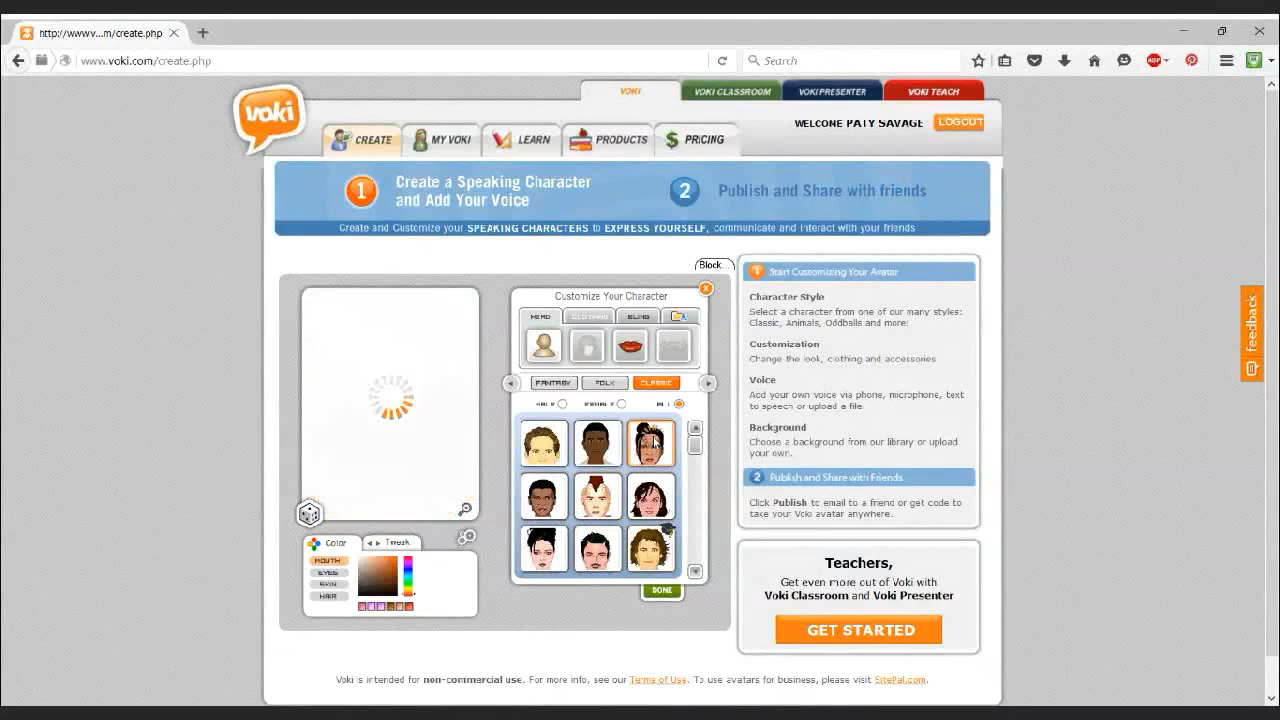 http://www.v...m/create.php
www.voki.com/create.php
Search
ABP
VOKI
VOKI CLASSROOM
VOKI PRESENTER
VOKI TEACH
voki
WELCOME PATY SAVAGE
LOGOUT
CREATE
MY VOKI
LEARN
PRODUCTS
PRICING
1
Create a Speaking Character
and Add Your Voice
2
Publish and Share with friends
Create and Customize your SPEAKING CHARACTERS to EXPRESS YOURSELF, communicate and interact with your friends
Block...
Customize Your Character
X
HEAD
CLOTHING
BLING
FANTASY
FOLK
CLASSIC
MALE
FEMALE
ALL
DONE
Color
Tweak
MOUTH
EYES
SKIN
HAIR
1 Start Customizing Your Avatar
Character Style
Select a character from one of our many styles:
Classic, Animals, Oddballs and more!
Customization
Change the look, clothing and accessories
Voice
Add your own voice via phone, microphone, text
to speech or upload a file.
Background
Choose a background from our library or upload
your own.
2 Publish and Share with Friends
Click Publish to email to a friend or get code to
take your Voki avatar anywhere.
Teachers,
Get even more out of Voki with
Voki Classroom and Voki Presenter
GET STARTED
feedback
Voki is intended for non-commercial use. For more info, see our Terms of Use. To use avatars for business, please visit SitePal.com.